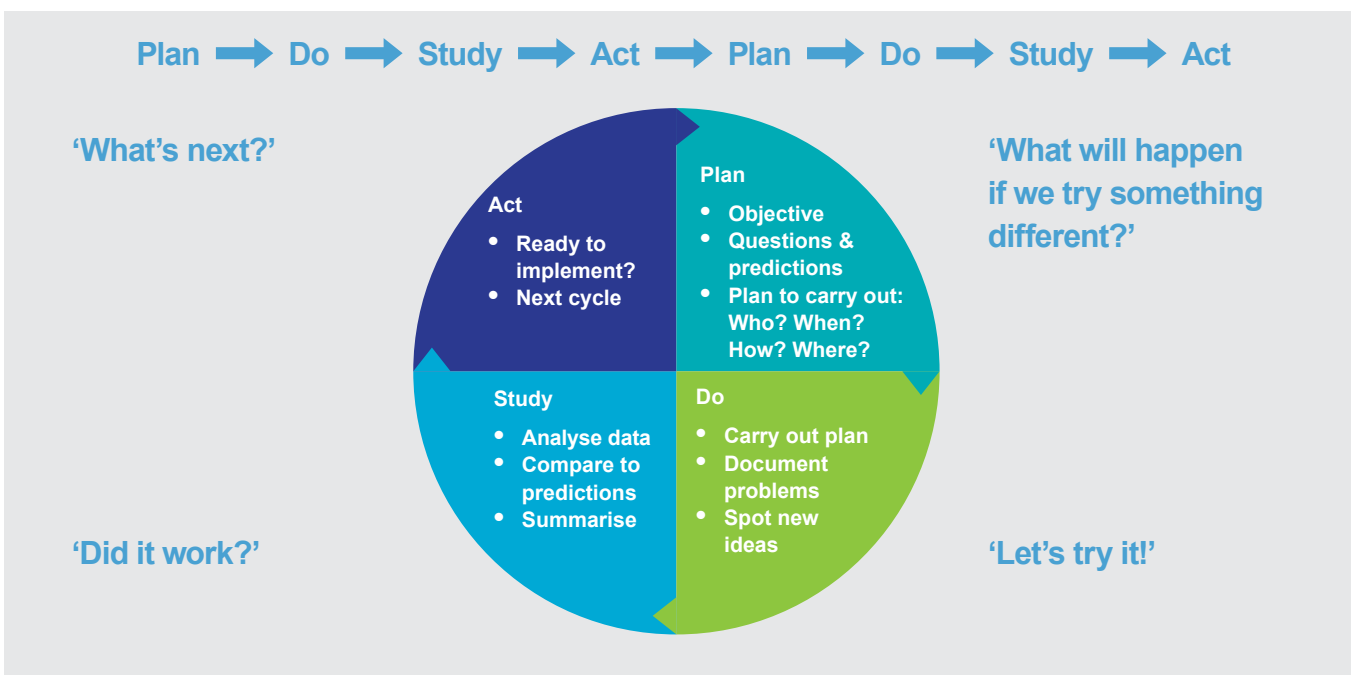 Plan Do Study Act Plan Do Study Act
‘What’s next?’
‘What will happen
if we try something
different?’
Act
• Ready to
implement?
• Next cycle
Plan
• Objective
• Questions &
predictions
• Plan to carry out:
Who? When?
How? Where?
Study
• Analyse data
• Compare to
predictions
• Summarise
Do
• Carry out plan
• Document
problems
• Spot new
ideas
‘Did it work?’
‘Let’s try it!’